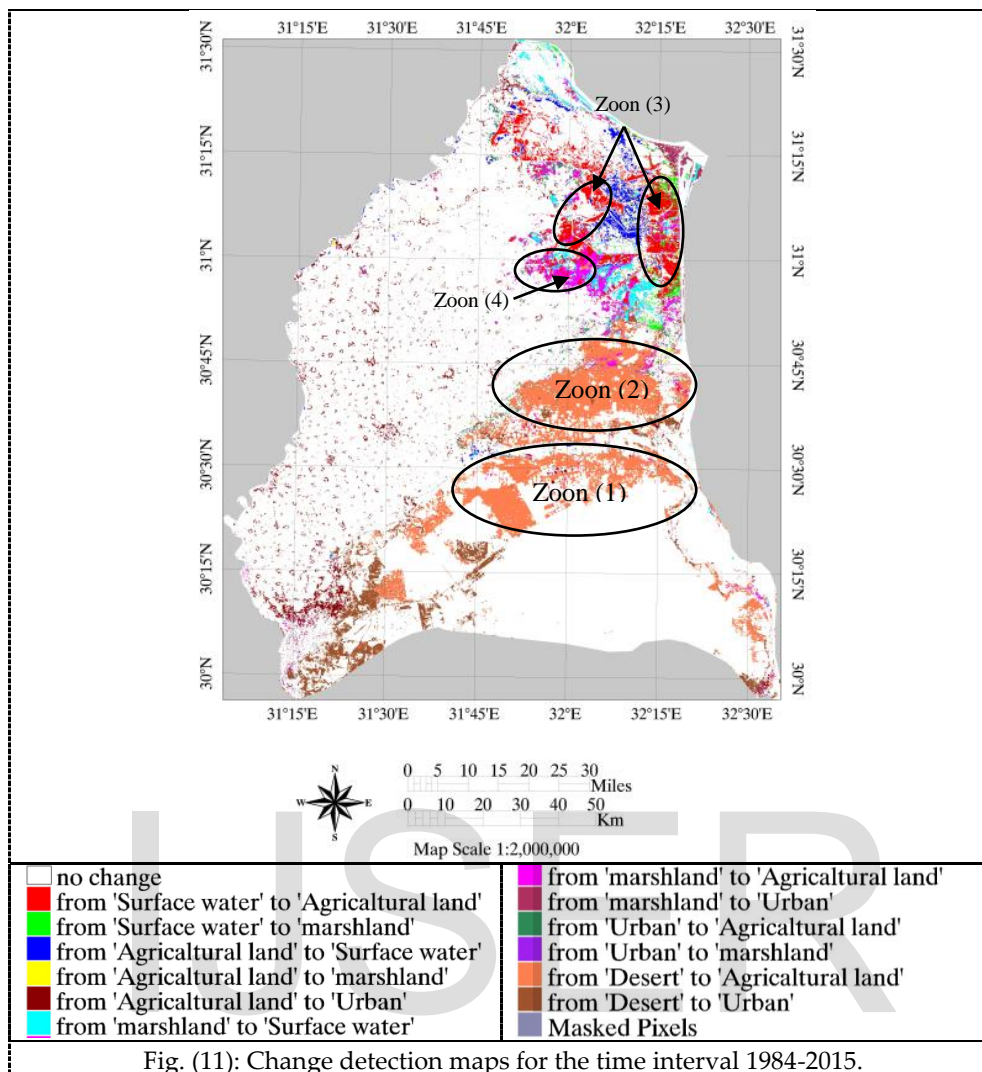 31°15'E 31°30'E 31°45'E 32°E 32°15'E 32°30'E
31°30'N 31°30'N
Zoon (3)
31°15'N 31°15'N
31°N 31°N
Zoon (4)
30°45'N 30°45'N
Zoon (2)
30°30'N 30°30'N
Zoon (1)
30°15'N 30°15'N
30°N 30°N
31°15'E 31°30'E 31°45'E 32°E 32°15'E 32°30'E
N
W E
S
0 5 10 15 20 25 30
Miles
0 10 20 30 40 50
Km
Map Scale 1:2,000,000
IJSER
no change
from 'Surface water' to 'Agricaltural land'
from 'Surface water' to 'marshland'
from 'Agricaltural land' to 'Surface water'
from 'Agricaltural land' to 'marshland'
from 'Agricaltural land' to 'Urban'
from 'marshland' to 'Surface water'
from 'marshland' to 'Agricaltural land'
from 'marshland' to 'Urban'
from 'Urban' to 'Agricaltural land'
from 'Urban' to 'marshland'
from 'Desert' to 'Agricaltural land'
from 'Desert' to 'Urban'
Masked Pixels
Fig. (11): Change detection maps for the time interval 1984-2015.